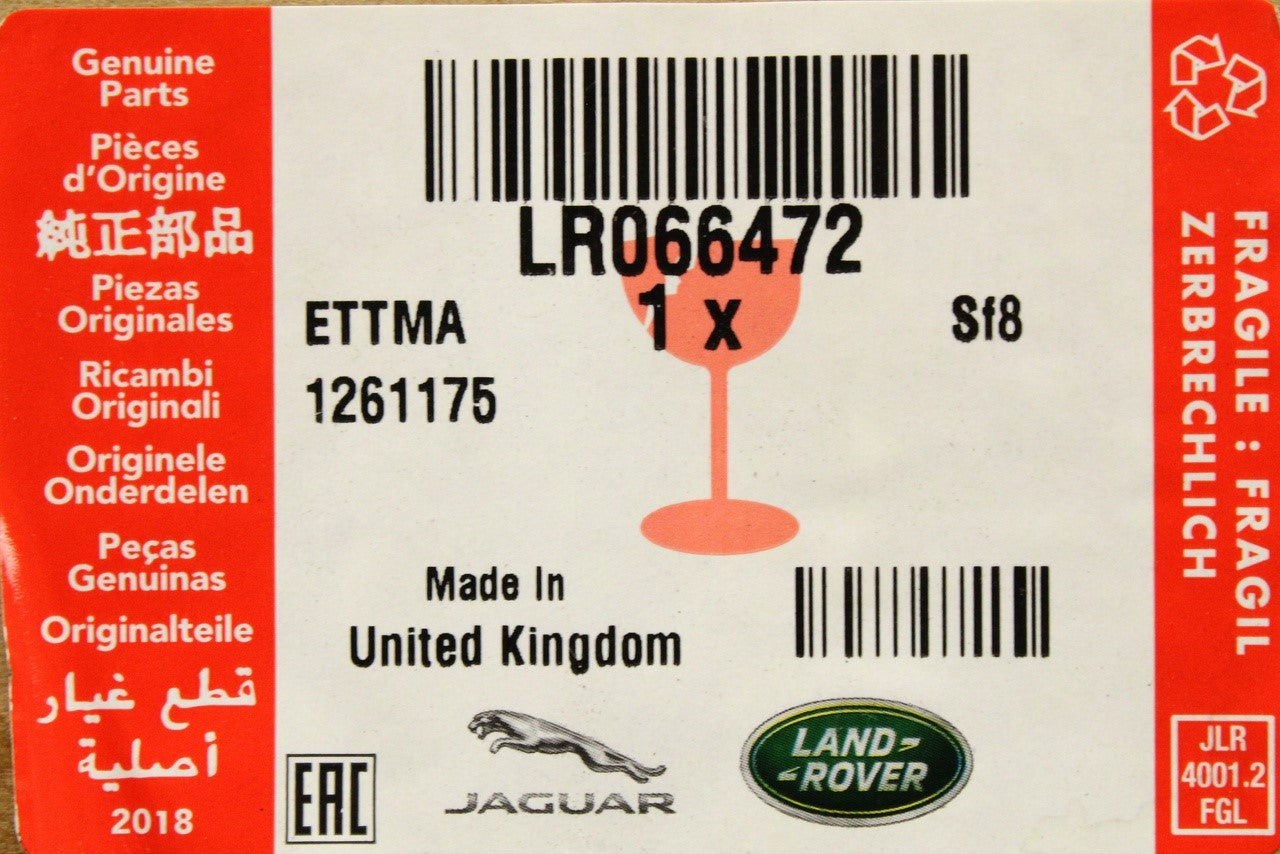 Genuine
Parts
Pièces
d'Origine
純正部品
Piezas
Originales
Ricambi
Originali
Originele
Onderdelen
Peças
Genuinas
Originalteile
قطع غيار
أصلية
2018
LR066472
1 x
ETTMA
Sf8
1261175
Made In
United Kingdom
EAC
JAGUAR
LAND-
-ROVER
FRAGILE : FRAGIL
ZERBRECHLICH
JLR
4001.2
FGL